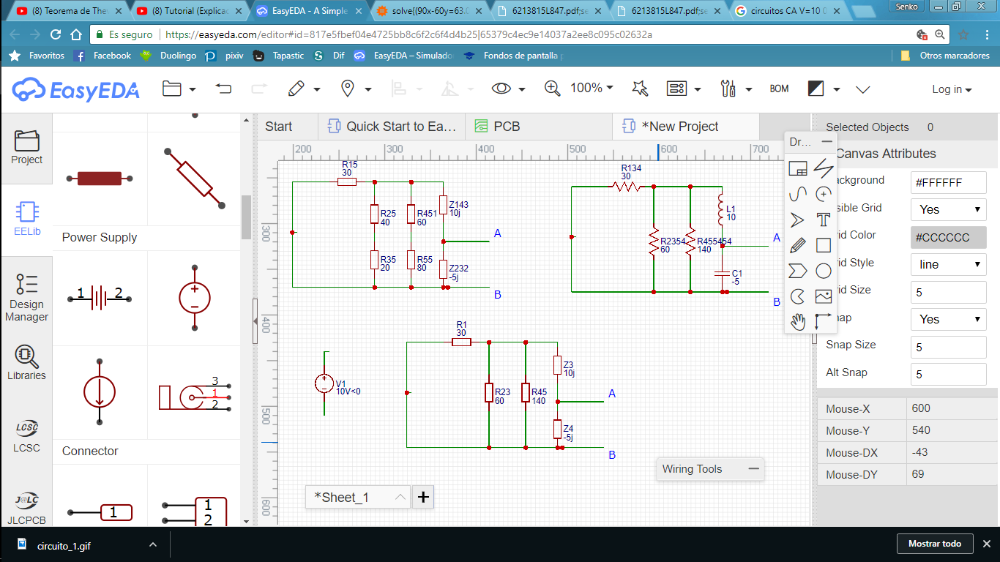 (8) Teorema de Thev
(8) Tutorial (Explicac
EasyEDA - A Simple
solve{(90x-60y=63.0
6213815L847.pdf;se
6213815L847.pdf;se
circuitos CA V=10 0
Senko
Es seguro
https://easyeda.com/editor#id=817e5fbef04e4725bb8c6f2c6f4d4b25|65379c4ec9e14037a2ee8c095c02632a
Favoritos
Facebook
Duolingo
pixiv
Tapastic
Dif
EasyEDA – Simulado
Fondos de pantalla p
Otros marcadores
EasyEDA
100%
BOM
Log in
Project
EELib
Design
Manager
Libraries
LCSC
LCSC
J@LC
JLCPCB
Power Supply
1 2
3
1
2
Connector
1
1
2
Start
Quick Start to Ea...
PCB
*New Project
200
300
400
500
600
700
300
400
500
600
R15
30
R25
40
R451
60
Z143
10j
A
R35
20
R55
80
Z232
-5j
B
R134
30
L1
10
R2354
60
R455454
140
A
C1
-5
B
R1
30
V1
10V<0
R23
60
R45
140
Z3
10j
A
Z4
-5j
B
Dr...
Wiring Tools
*Sheet_1
Selected Objects 0
Canvas Attributes
ackground #FFFFFF
sible Grid Yes
rid Color #CCCCCC
rid Style line
rid Size 5
nap Yes
Snap Size 5
Alt Snap 5
Mouse-X 600
Mouse-Y 540
Mouse-DX -43
Mouse-DY 69
circuito_1.gif
Mostrar todo